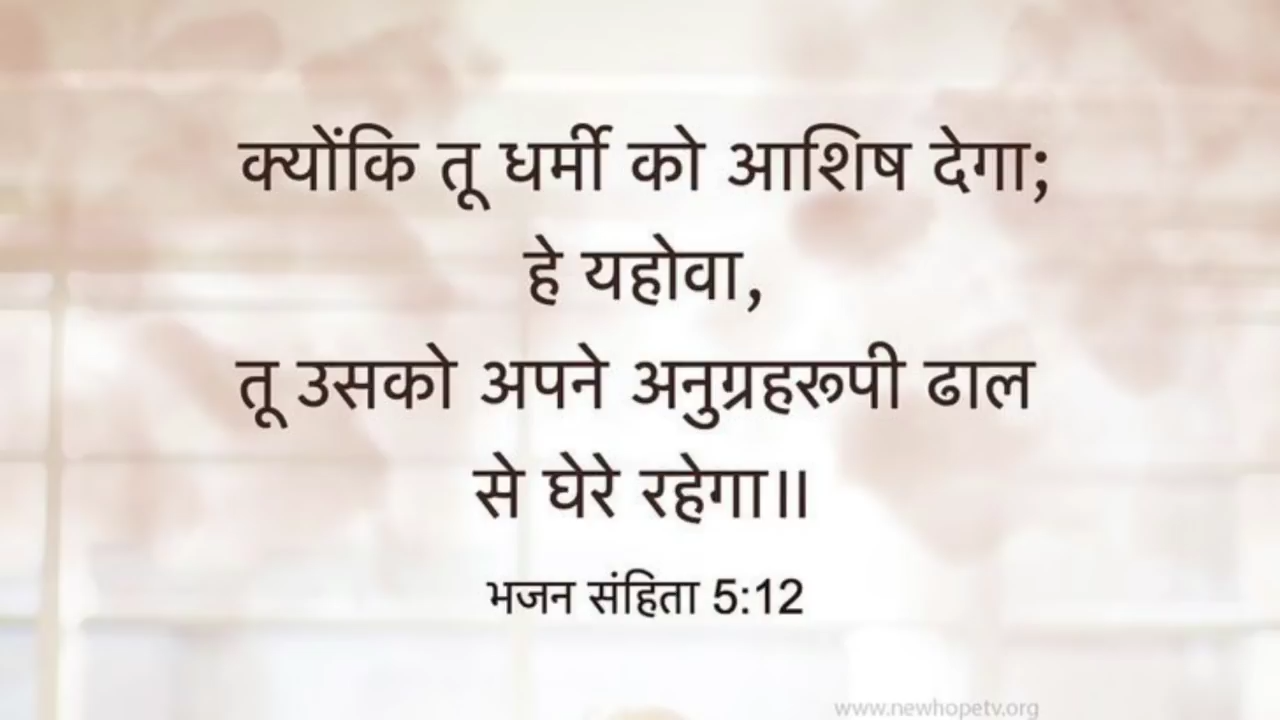 क्योंकि तू धर्मी को आशिष देगा;
हे यहोवा,
तू उसको अपने अनुग्रहरूपी ढाल
से घेरे रहेगा॥
भजन संहिता 5:12
www.newhopetv.org